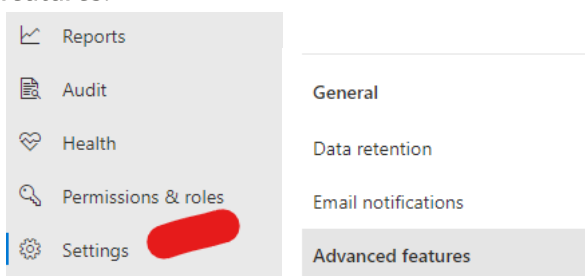 Reports
Audit
Health
Permissions & roles
Settings
General
Data retention
Email notifications
Advanced features